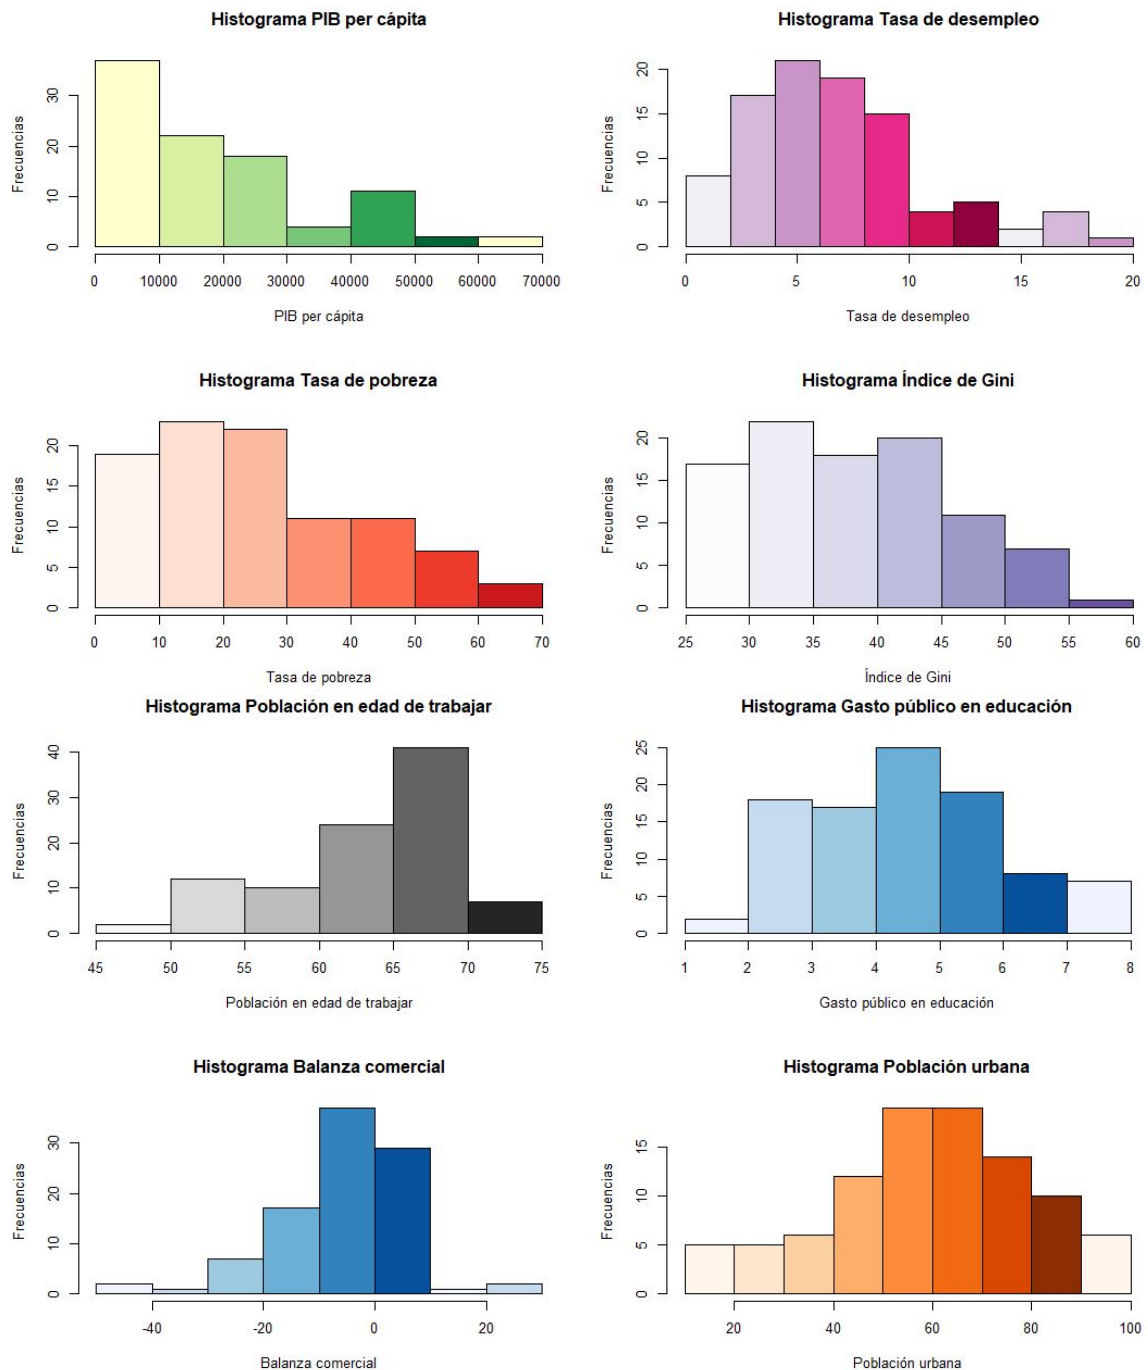 Histograma PIB per cápita
Frecuencias
0 10 20 30
0 10000 20000 30000 40000 50000 60000 70000
PIB per cápita
Histograma Tasa de desempleo
Frecuencias
0 5 10 15 20
0 5 10 15 20
Tasa de desempleo
Histograma Tasa de pobreza
Frecuencias
0 5 10 15 20
0 10 20 30 40 50 60 70
Tasa de pobreza
Histograma Índice de Gini
Frecuencias
0 5 10 15 20
25 30 35 40 45 50 55 60
Índice de Gini
Histograma Población en edad de trabajar
Frecuencias
0 10 20 30 40
45 50 55 60 65 70 75
Población en edad de trabajar
Histograma Gasto público en educación
Frecuencias
0 5 10 15 20 25
1 2 3 4 5 6 7 8
Gasto público en educación
Histograma Balanza comercial
Frecuencias
0 10 20 30
-40 -20 0 20
Balanza comercial
Histograma Población urbana
Frecuencias
0 5 10 15
20 40 60 80 100
Población urbana